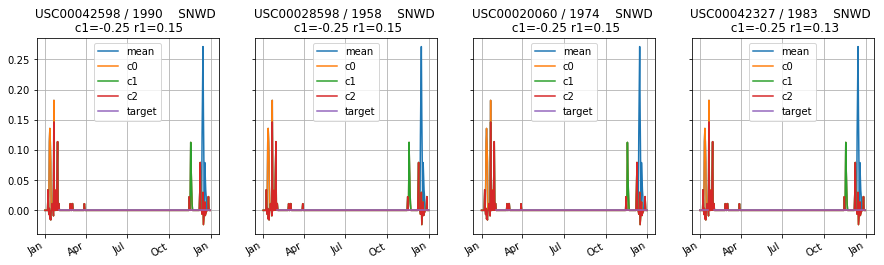 USC00042598 / 1990 SNWD
c1=-0.25 r1=0.15
USC00028598 / 1958 SNWD
c1=-0.25 r1=0.15
USC00020060 / 1974 SNWD
c1=-0.25 r1=0.15
USC00042327 / 1983 SNWD
c1=-0.25 r1=0.13
mean
c0
c1
c2
target
mean
c0
c1
c2
target
mean
c0
c1
c2
target
mean
c0
c1
c2
target
0.25
0.20
0.15
0.10
0.05
0.00
Jan
Apr
Jul
Oct
Jan
Jan
Apr
Jul
Oct
Jan
Jan
Apr
Jul
Oct
Jan
Jan
Apr
Jul
Oct
Jan